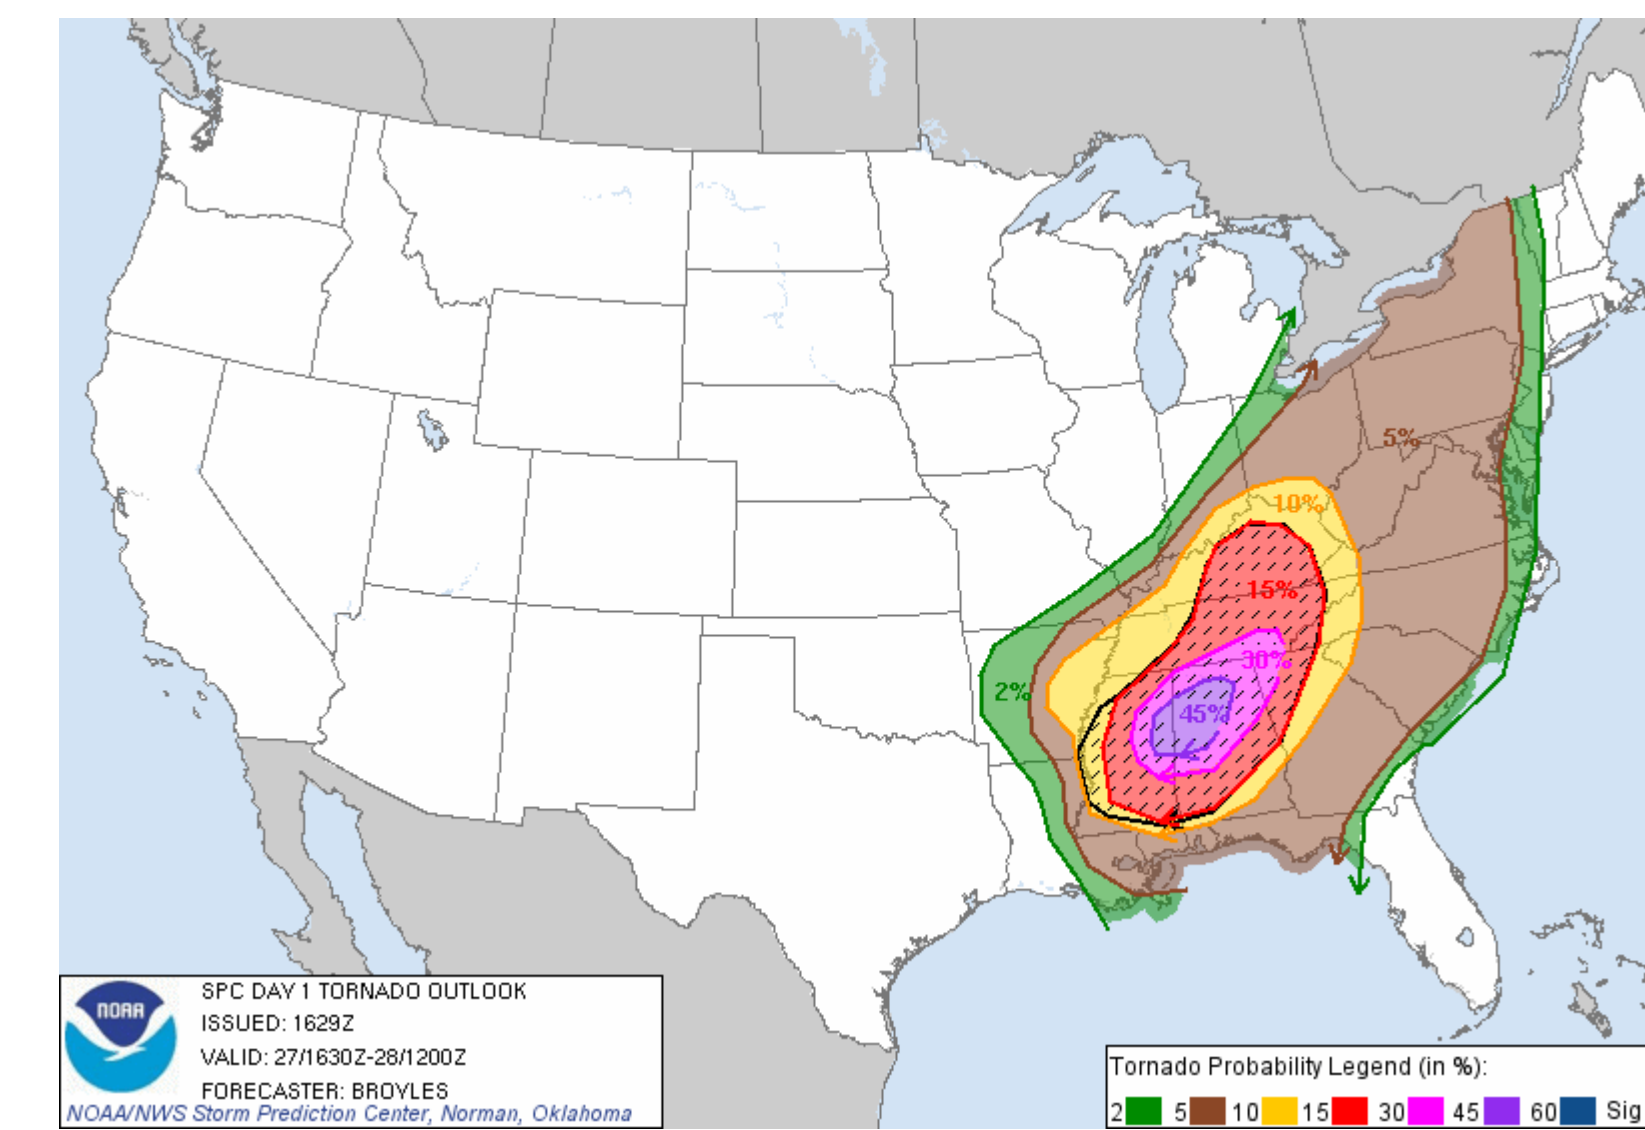 5%
10%
15%
30%
2%
45%
NOAA
SPC DAY 1 TORNADO OUTLOOK
ISSUED: 1629Z
VALID: 27/1630Z-28/1200Z
FORECASTER: BROYLES
NOAA/NWS Storm Prediction Center, Norman, Oklahoma
Tornado Probability Legend (in %):
2 5 10 15 30 45 60 Sig